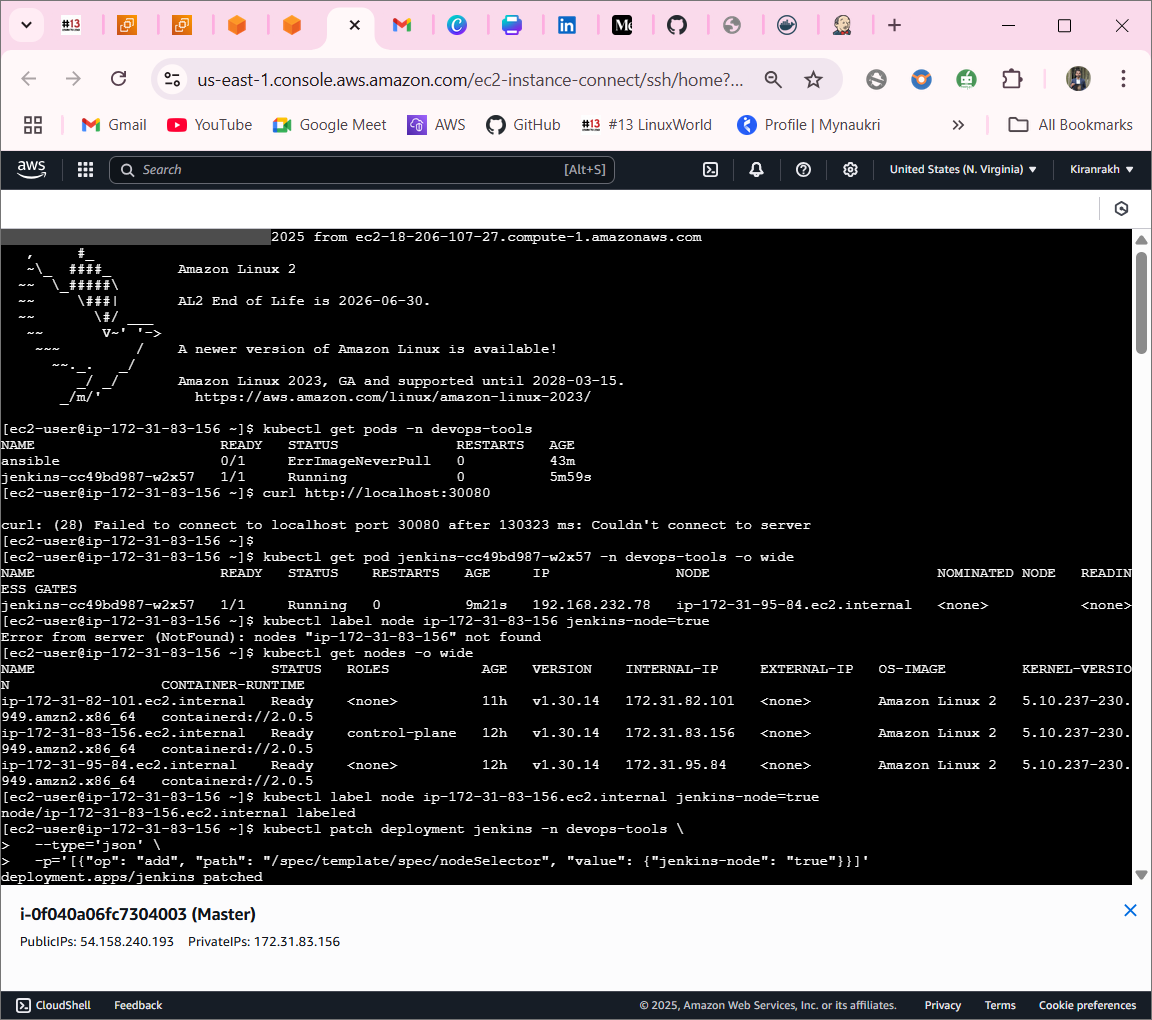 #13
M
us-east-1.console.aws.amazon.com/ec2-instance-connect/ssh/home?...
Gmail YouTube Google Meet AWS GitHub #13 #13 LinuxWorld Profile | Mynaukri All Bookmarks
aws Search [Alt+S] United States (N. Virginia) Kiranrakh
2025 from ec2-18-206-107-27.compute-1.amazonaws.com
   ,     #_
   ~\_  ####_        Amazon Linux 2
  ~~  \_#####\
  ~~     \###|       AL2 End of Life is 2026-06-30.
  ~~       \#/ ___
   ~~       V~' '->
    ~~~         /    A newer version of Amazon Linux is available!
      ~~._.   _/
         _/ _/       Amazon Linux 2023, GA and supported until 2028-03-15.
       _/m/'           https://aws.amazon.com/linux/amazon-linux-2023/
[ec2-user@ip-172-31-83-156 ~]$ kubectl get pods -n devops-tools
NAME READY STATUS RESTARTS AGE
ansible 0/1 ErrImageNeverPull 0 43m
jenkins-cc49bd987-w2x57 1/1 Running 0 5m59s
[ec2-user@ip-172-31-83-156 ~]$ curl http://localhost:30080
curl: (28) Failed to connect to localhost port 30080 after 130323 ms: Couldn't connect to server
[ec2-user@ip-172-31-83-156 ~]$
[ec2-user@ip-172-31-83-156 ~]$ kubectl get pod jenkins-cc49bd987-w2x57 -n devops-tools -o wide
NAME READY STATUS RESTARTS AGE IP NODE NOMINATED NODE READIN
ESS GATES
jenkins-cc49bd987-w2x57 1/1 Running 0 9m21s 192.168.232.78 ip-172-31-95-84.ec2.internal <none> <none>
[ec2-user@ip-172-31-83-156 ~]$ kubectl label node ip-172-31-83-156 jenkins-node=true
Error from server (NotFound): nodes "ip-172-31-83-156" not found
[ec2-user@ip-172-31-83-156 ~]$ kubectl get nodes -o wide
NAME STATUS ROLES AGE VERSION INTERNAL-IP EXTERNAL-IP OS-IMAGE KERNEL-VERSIO
N CONTAINER-RUNTIME
ip-172-31-82-101.ec2.internal Ready <none> 11h v1.30.14 172.31.82.101 <none> Amazon Linux 2 5.10.237-230.
949.amzn2.x86_64 containerd://2.0.5
ip-172-31-83-156.ec2.internal Ready control-plane 12h v1.30.14 172.31.83.156 <none> Amazon Linux 2 5.10.237-230.
949.amzn2.x86_64 containerd://2.0.5
ip-172-31-95-84.ec2.internal Ready <none> 12h v1.30.14 172.31.95.84 <none> Amazon Linux 2 5.10.237-230.
949.amzn2.x86_64 containerd://2.0.5
[ec2-user@ip-172-31-83-156 ~]$ kubectl label node ip-172-31-83-156.ec2.internal jenkins-node=true
node/ip-172-31-83-156.ec2.internal labeled
[ec2-user@ip-172-31-83-156 ~]$ kubectl patch deployment jenkins -n devops-tools \
>   --type='json' \
>   -p='[{"op": "add", "path": "/spec/template/spec/nodeSelector", "value": {"jenkins-node": "true"}}]'
deployment.apps/jenkins patched
i-0f040a06fc7304003 (Master)
PublicIPs: 54.158.240.193 PrivateIPs: 172.31.83.156
CloudShell Feedback © 2025, Amazon Web Services, Inc. or its affiliates. Privacy Terms Cookie preferences